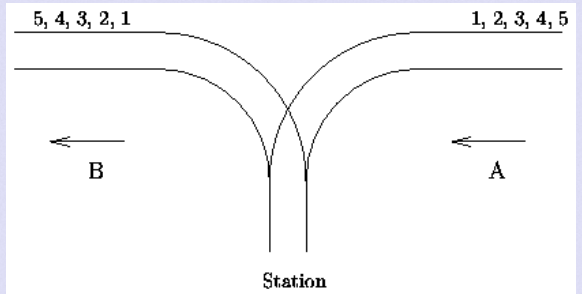 5, 4, 3, 2, 1
1, 2, 3, 4, 5
B
A
Station